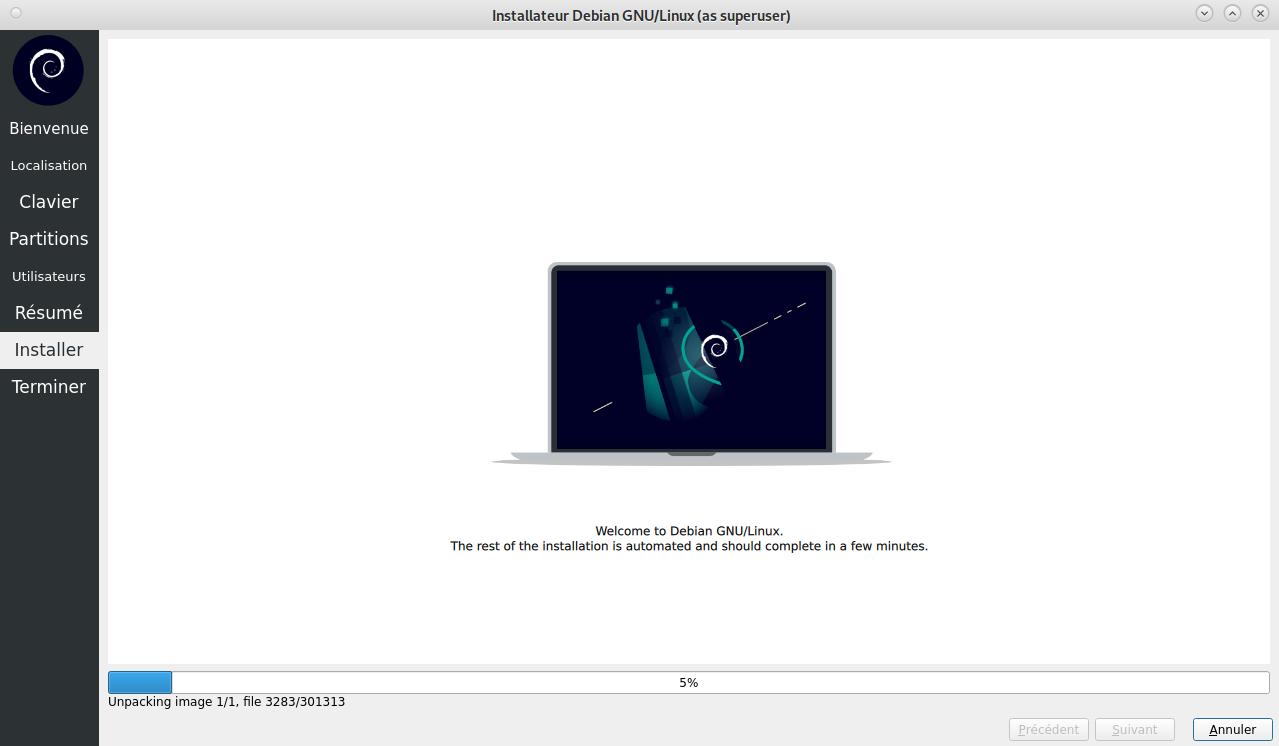 Installateur Debian GNU/Linux (as superuser)
Bienvenue
Localisation
Clavier
Partitions
Utilisateurs
Résumé
Installer
Terminer
Welcome to Debian GNU/Linux.
The rest of the installation is automated and should complete in a few minutes.
5%
Unpacking image 1/1, file 3283/301313
Précédent
Suivant
Annuler